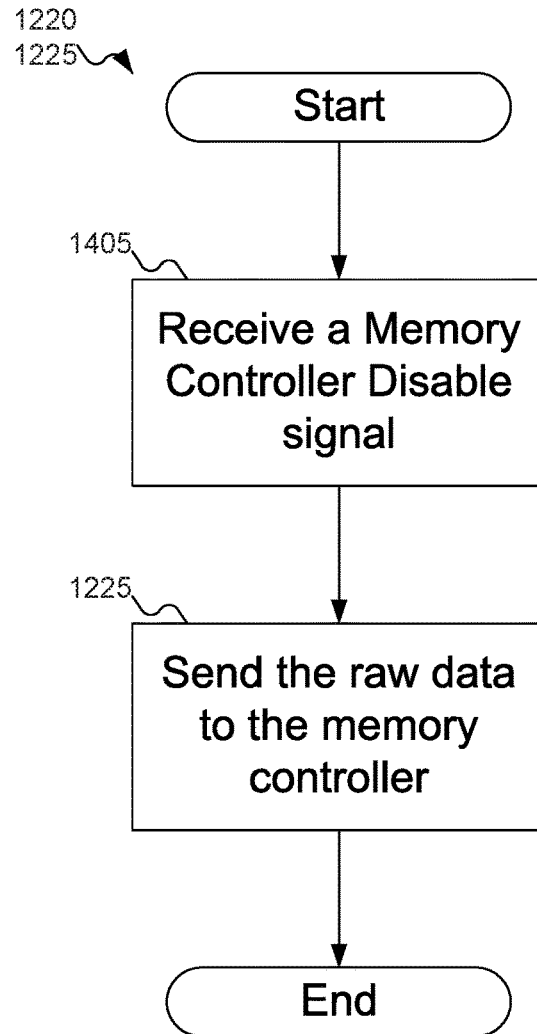 1220
1225
Start
1405
Receive a Memory
Controller Disable
signal
1225
Send the raw data
to the memory
controller
End